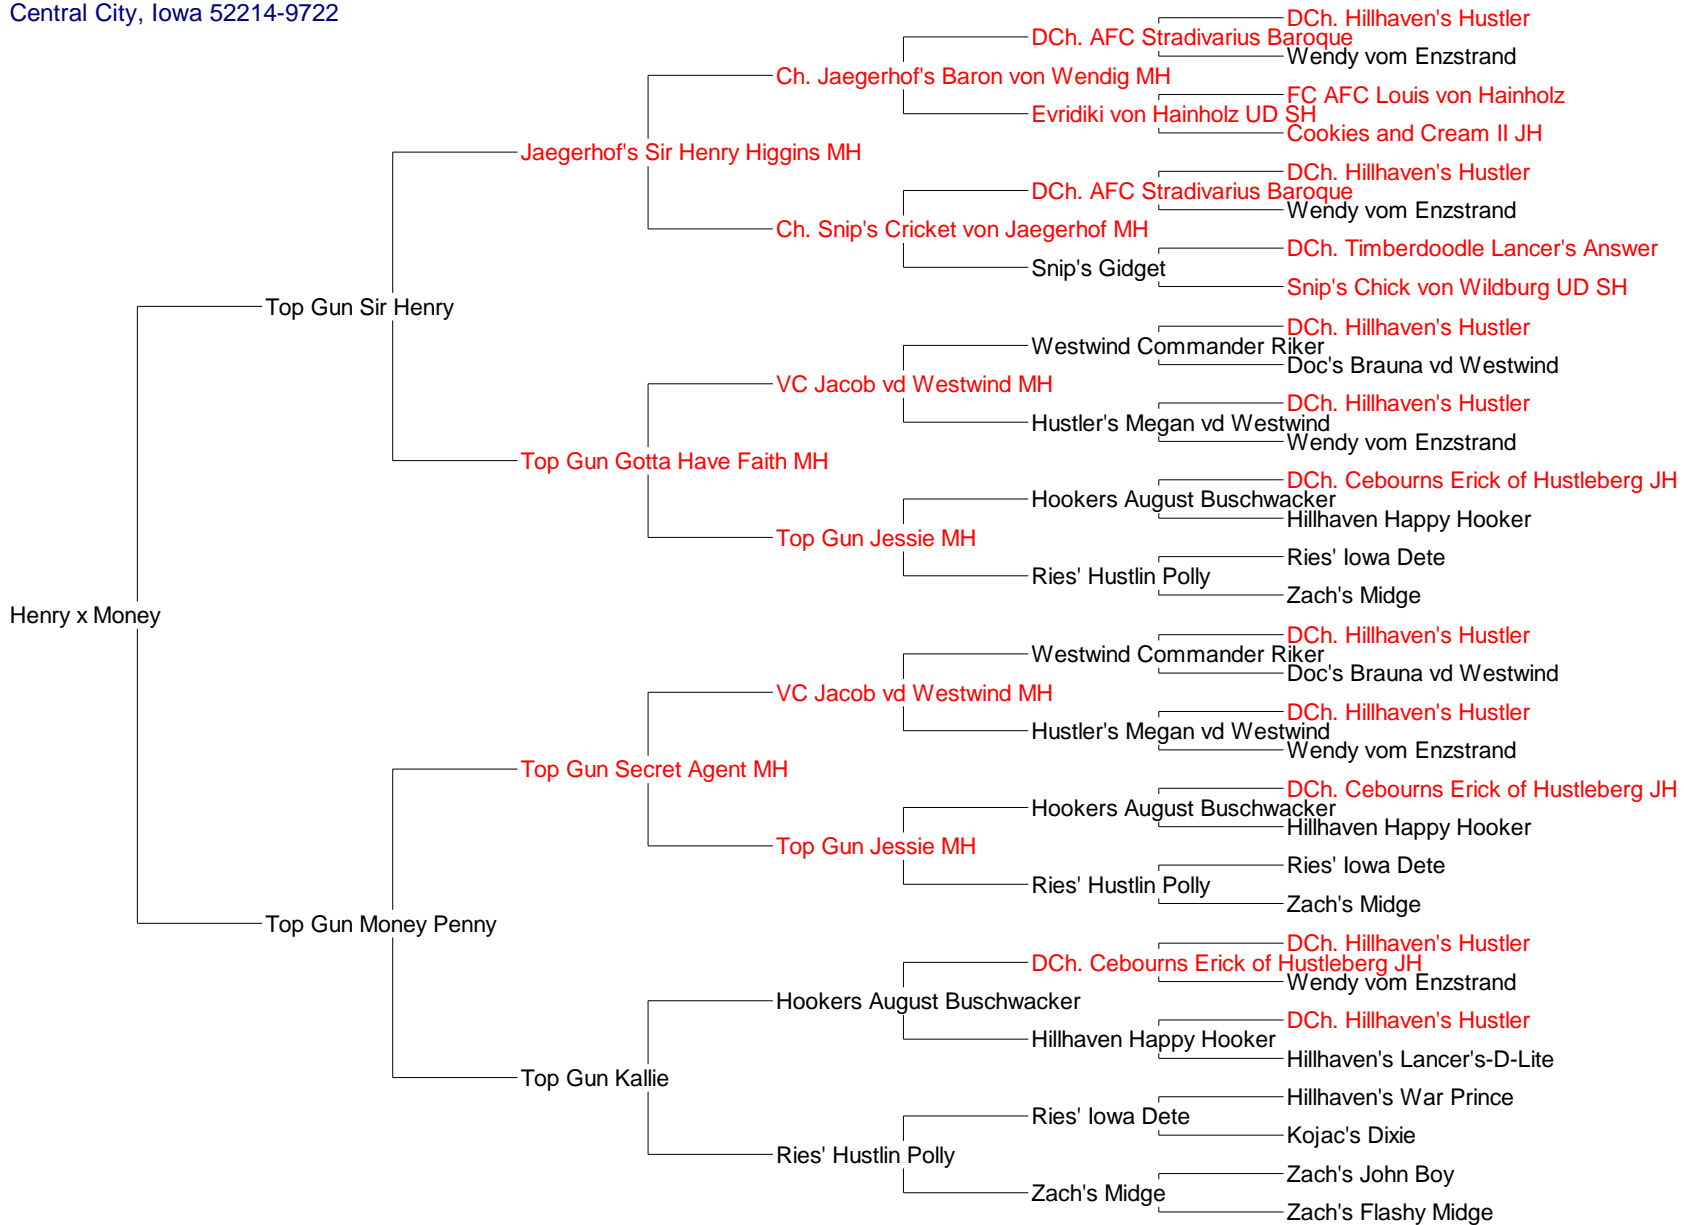 Central City, Iowa 52214-9722
DCh. Hillhaven's Hustler
DCh. AFC Stradivarius Baroque
Wendy vom Enzstrand
Ch. Jaegerhof's Baron von Wendig MH
FC AFC Louis von Hainholz
Evridiki von Hainholz UD SH
Cookies and Cream II JH
Jaegerhof's Sir Henry Higgins MH
DCh. Hillhaven's Hustler
DCh. AFC Stradivarius Baroque
Wendy vom Enzstrand
Ch. Snip's Cricket von Jaegerhof MH
DCh. Timberdoodle Lancer's Answer
Snip's Gidget
Snip's Chick von Wildburg UD SH
Top Gun Sir Henry
DCh. Hillhaven's Hustler
Westwind Commander Riker
Doc's Brauna vd Westwind
VC Jacob vd Westwind MH
DCh. Hillhaven's Hustler
Hustler's Megan vd Westwind
Wendy vom Enzstrand
Top Gun Gotta Have Faith MH
DCh. Cebourns Erick of Hustleberg JH
Hookers August Buschwacker
Hillhaven Happy Hooker
Top Gun Jessie MH
Ries' Iowa Dete
Ries' Hustlin Polly
Zach's Midge
Henry x Money
DCh. Hillhaven's Hustler
Westwind Commander Riker
Doc's Brauna vd Westwind
VC Jacob vd Westwind MH
DCh. Hillhaven's Hustler
Hustler's Megan vd Westwind
Wendy vom Enzstrand
Top Gun Secret Agent MH
DCh. Cebourns Erick of Hustleberg JH
Hookers August Buschwacker
Hillhaven Happy Hooker
Top Gun Jessie MH
Ries' Iowa Dete
Ries' Hustlin Polly
Zach's Midge
Top Gun Money Penny
DCh. Hillhaven's Hustler
DCh. Cebourns Erick of Hustleberg JH
Wendy vom Enzstrand
Hookers August Buschwacker
DCh. Hillhaven's Hustler
Hillhaven Happy Hooker
Hillhaven's Lancer's-D-Lite
Top Gun Kallie
Hillhaven's War Prince
Ries' Iowa Dete
Kojac's Dixie
Ries' Hustlin Polly
Zach's John Boy
Zach's Midge
Zach's Flashy Midge